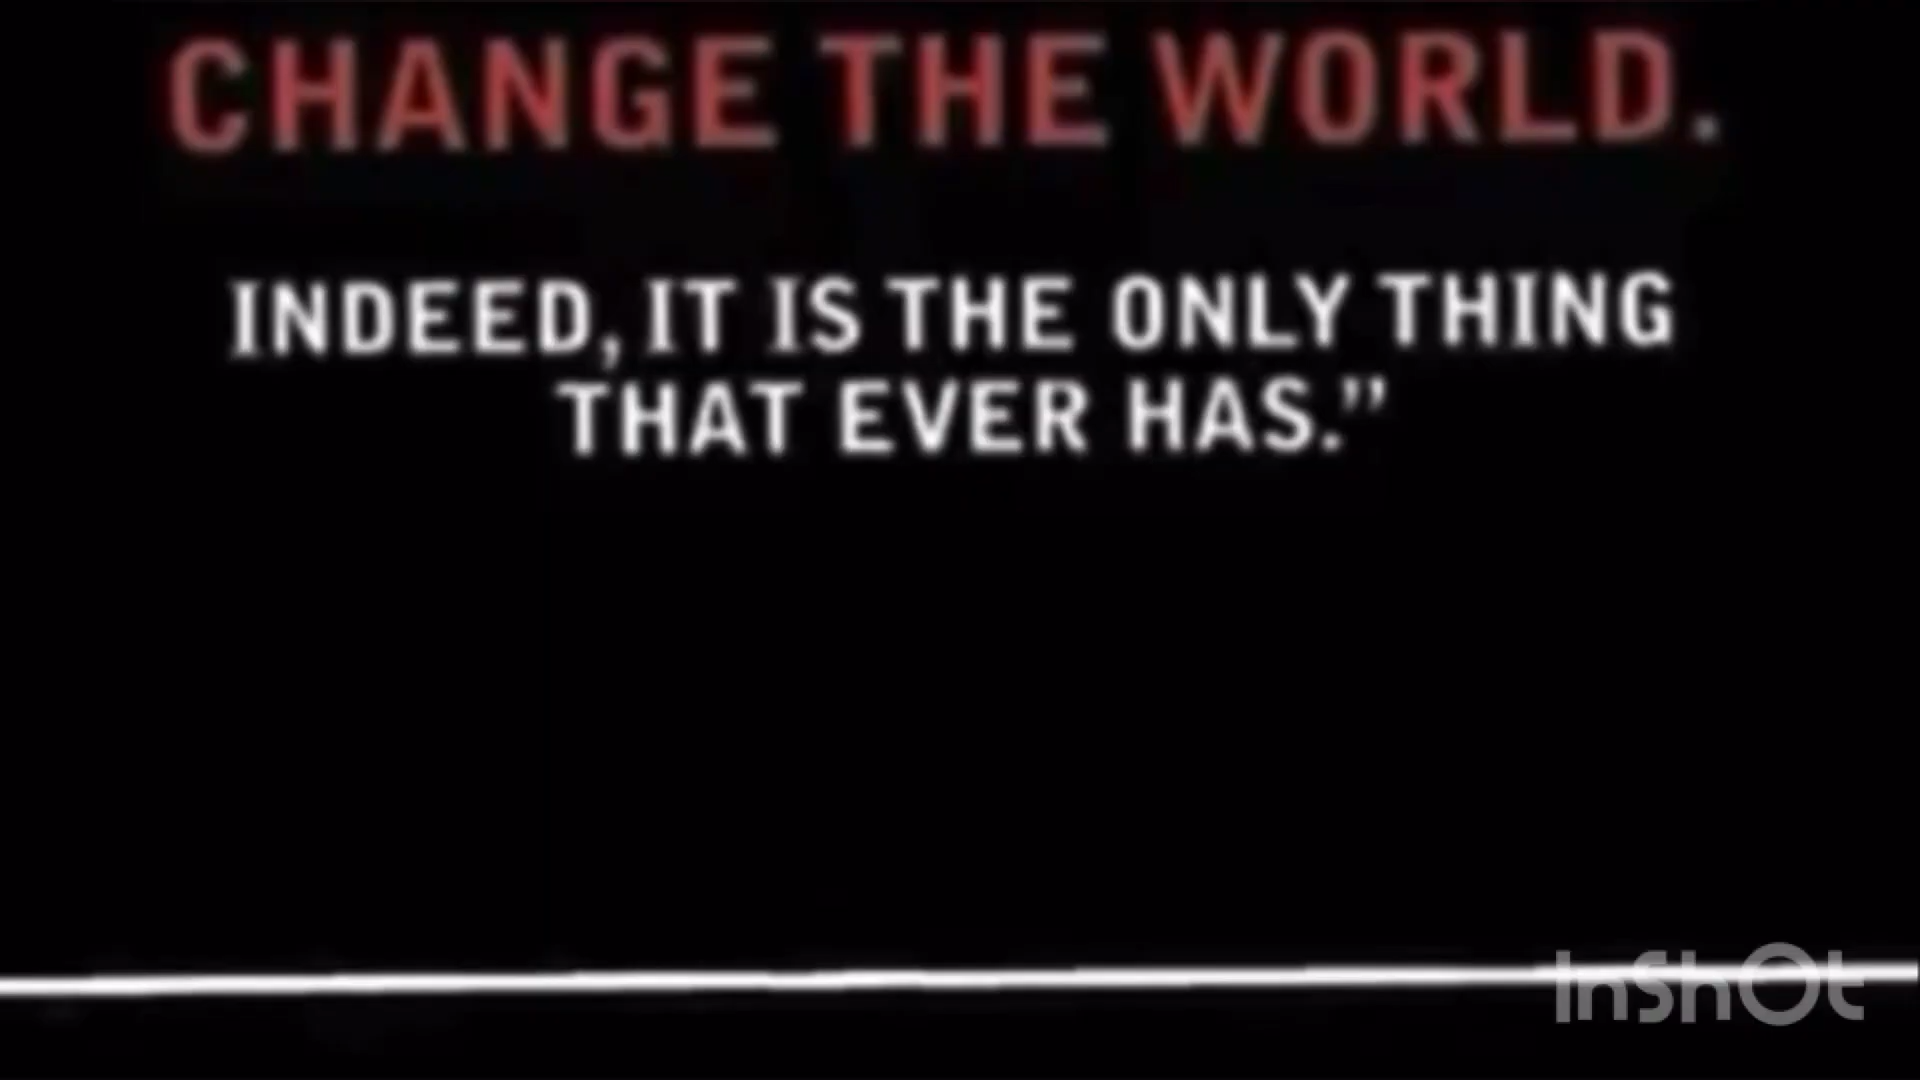 CHANGE THE WORLD.
INDEED, IT IS THE ONLY THING
THAT EVER HAS.”
InShOt